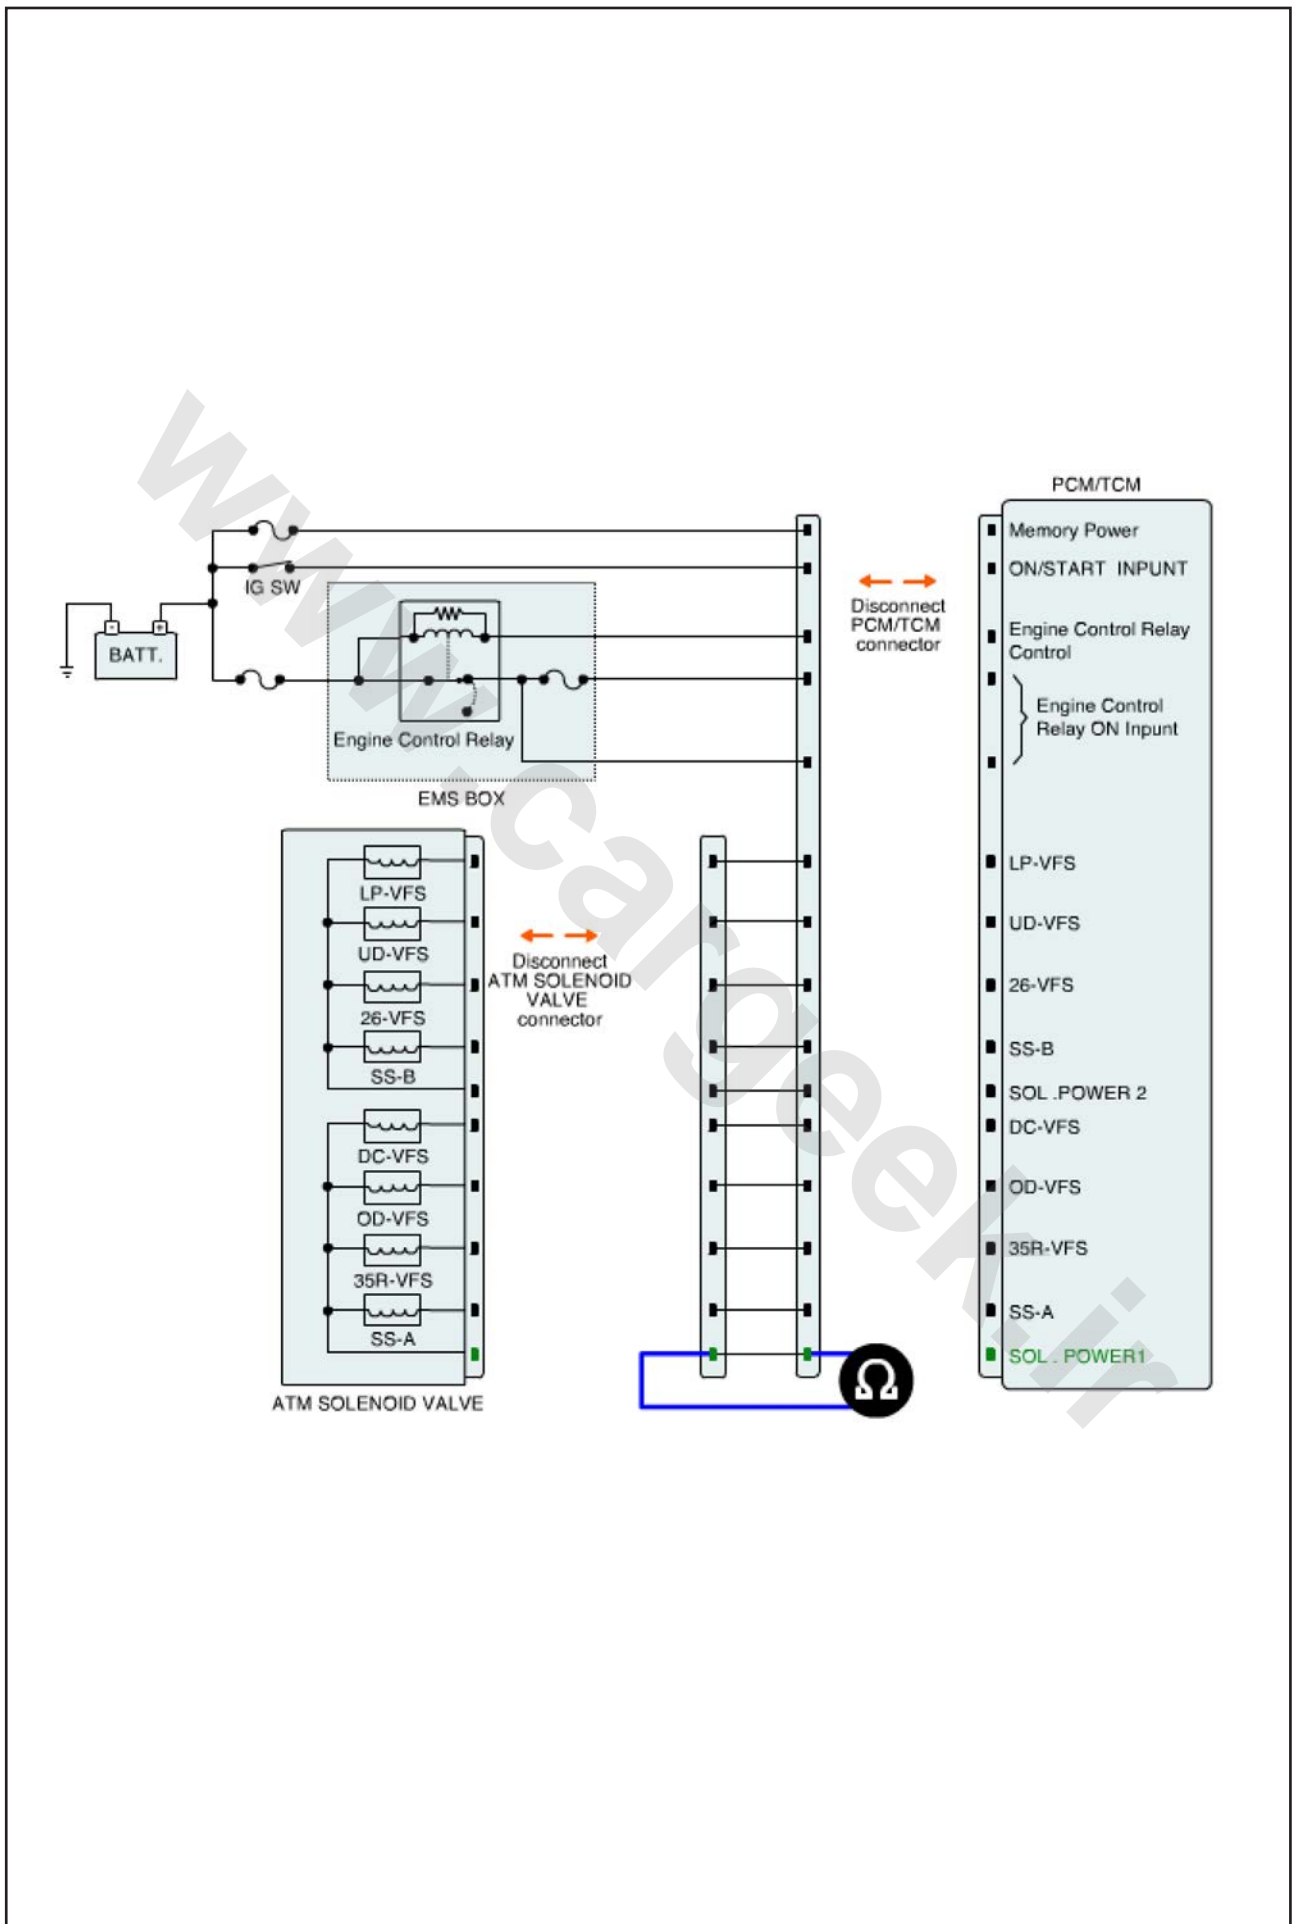 PCM/TCM
Memory Power
ON/START INPUNT
IG SW
Disconnect
PCM/TCM
connector
Engine Control Relay
Control
- +
BATT.
Engine Control
Relay ON Inpunt
Engine Control Relay
EMS BOX
LP-VFS
UD-VFS
26-VFS
SS-B
DC-VFS
OD-VFS
35R-VFS
SS-A
ATM SOLENOID VALVE
Disconnect
ATM SOLENOID
VALVE
connector
LP-VFS
UD-VFS
26-VFS
SS-B
SOL .POWER 2
DC-VFS
OD-VFS
35R-VFS
SS-A
SOL . POWER1
Ω
www.cargeek.ir